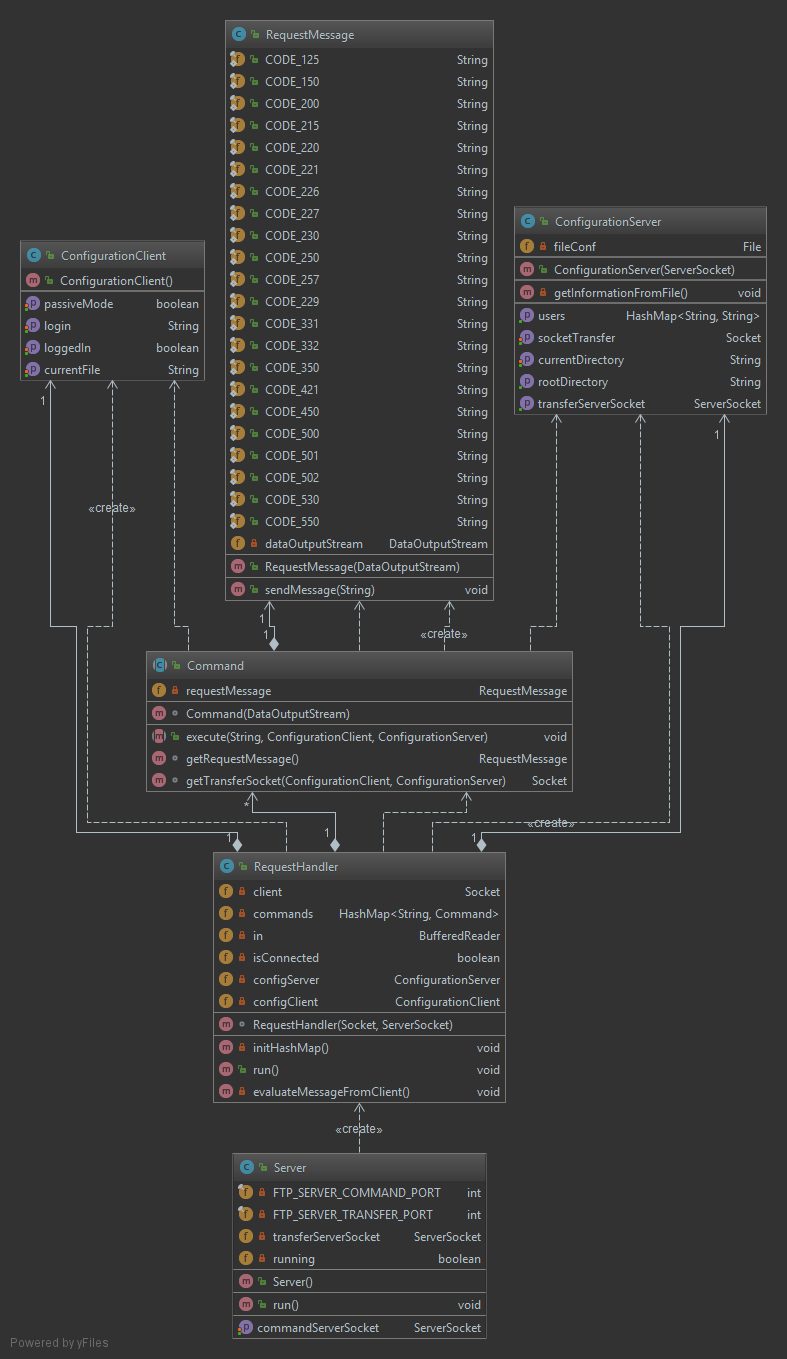 RequestMessage
CODE_125 String
CODE_150 String
CODE_200 String
CODE_215 String
CODE_220 String
CODE_221 String
CODE_226 String
CODE_227 String
CODE_230 String
CODE_250 String
CODE_257 String
CODE_229 String
CODE_331 String
CODE_332 String
CODE_350 String
CODE_421 String
CODE_450 String
CODE_500 String
CODE_501 String
CODE_502 String
CODE_530 String
CODE_550 String
dataOutputStream DataOutputStream
RequestMessage(DataOutputStream)
sendMessage(String) void
ConfigurationServer
fileConf File
ConfigurationServer(ServerSocket)
getInformationFromFile() void
users HashMap<String, String>
socketTransfer Socket
currentDirectory String
rootDirectory String
transferServerSocket ServerSocket
ConfigurationClient
ConfigurationClient()
passiveMode boolean
login String
loggedIn boolean
currentFile String
1
1
«create»
1
1
«create»
Command
requestMessage RequestMessage
Command(DataOutputStream)
execute(String, ConfigurationClient, ConfigurationServer) void
getRequestMessage() RequestMessage
getTransferSocket(ConfigurationClient, ConfigurationServer) Socket
*
«create»
1
1
1
RequestHandler
client Socket
commands HashMap<String, Command>
in BufferedReader
isConnected boolean
configServer ConfigurationServer
configClient ConfigurationClient
RequestHandler(Socket, ServerSocket)
initHashMap() void
run() void
evaluateMessageFromClient() void
«create»
Server
FTP_SERVER_COMMAND_PORT int
FTP_SERVER_TRANSFER_PORT int
transferServerSocket ServerSocket
running boolean
Server()
run() void
commandServerSocket ServerSocket
Powered by yFiles